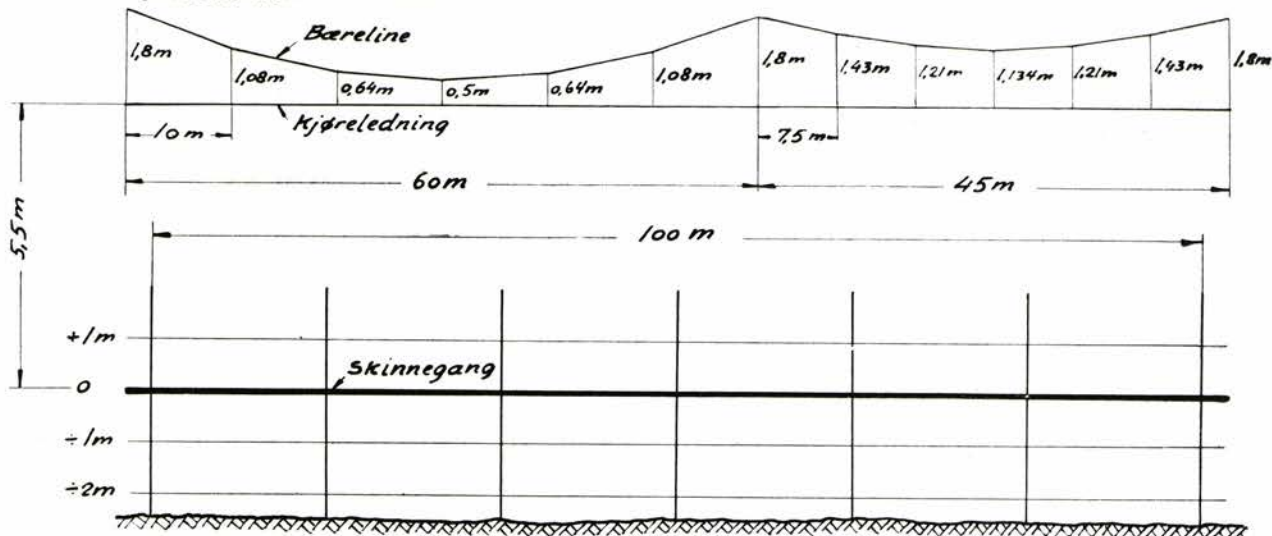 Bæreline
1,8m
1,08m
0,64m
0,5m
0,64m
1,08m
1,8m
1,43m
1,21m
1,134m
1,21m
1,43m
1,8m
Kjøreledning
10m
7,5m
60m
45m
5,5m
100m
+1m
Skinnegang
0
÷1m
÷2m